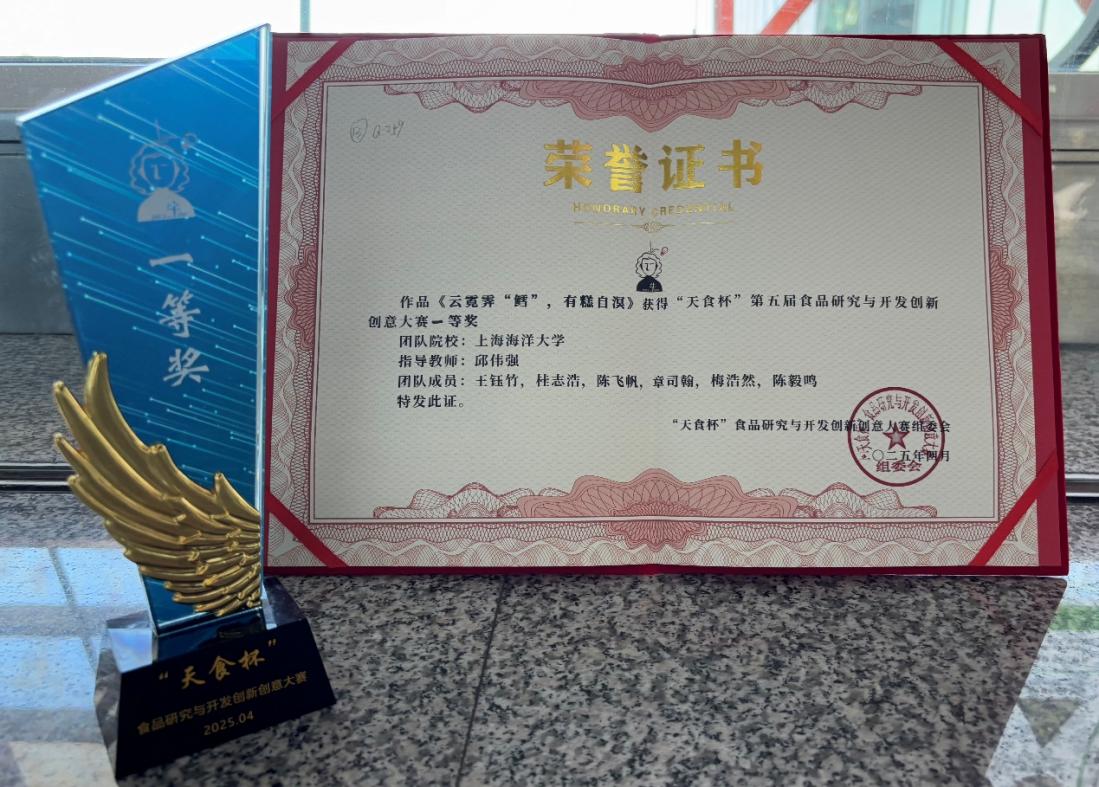 一等奖
“天食杯”
食品研究与开发创新创意大赛
2025.04
荣誉证书
HONORARY CREDENTIAL
作品《云霓霁“鳕”，有糕自溟》获得“天食杯”第五届食品研究与开发创新
创意大赛一等奖
团队院校：上海海洋大学
指导教师：邱伟强
团队成员：王钰竹，桂志浩，陈飞帆，章司翰，梅浩然，陈毅鸣
特发此证。
“天食杯”食品研究与开发创新创意大赛组委会
二〇二五年四月
组委会